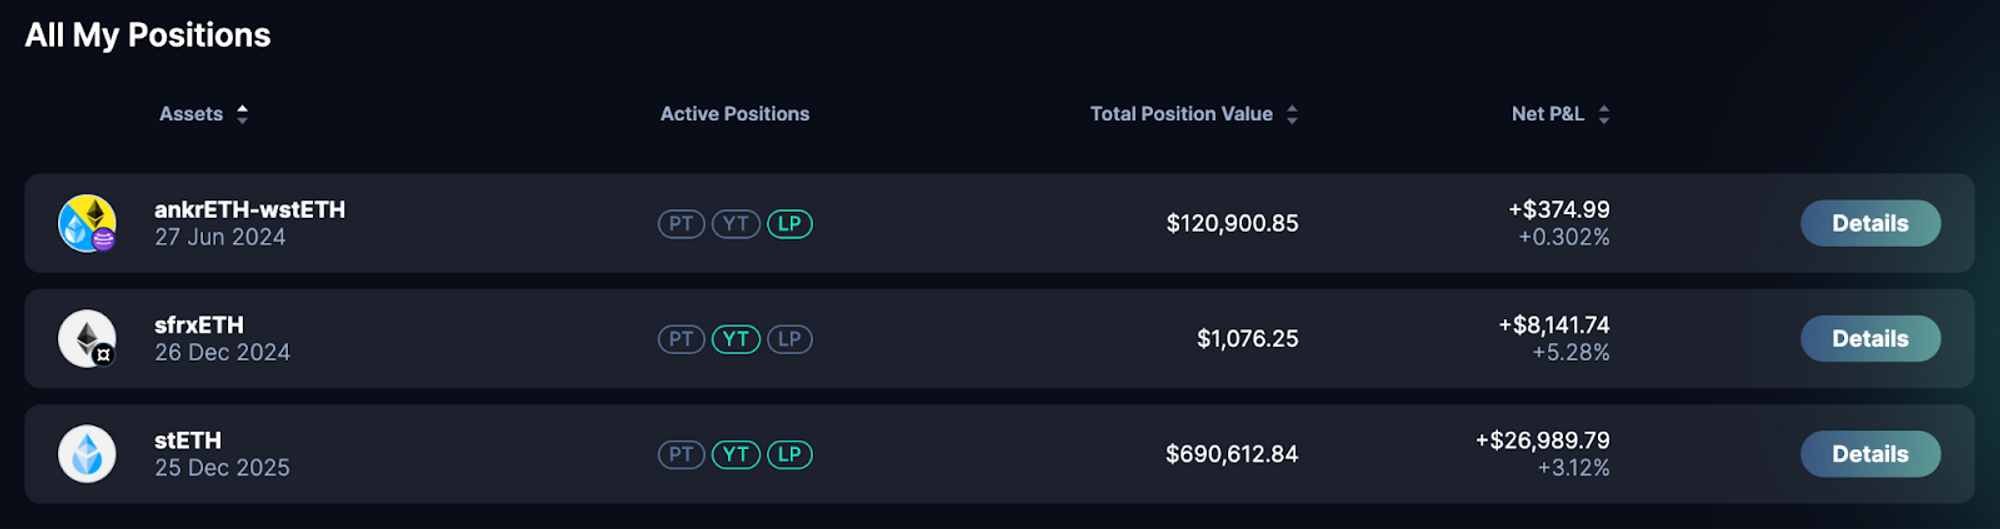 All My Positions
Assets Active Positions Total Position Value Net P&L
ankrETH-wstETH
27 Jun 2024
PT YT LP
$120,900.85
+$374.99
+0.302%
Details
sfrxETH
26 Dec 2024
PT YT LP
$1,076.25
+$8,141.74
+5.28%
Details
stETH
25 Dec 2025
PT YT LP
$690,612.84
+$26,989.79
+3.12%
Details